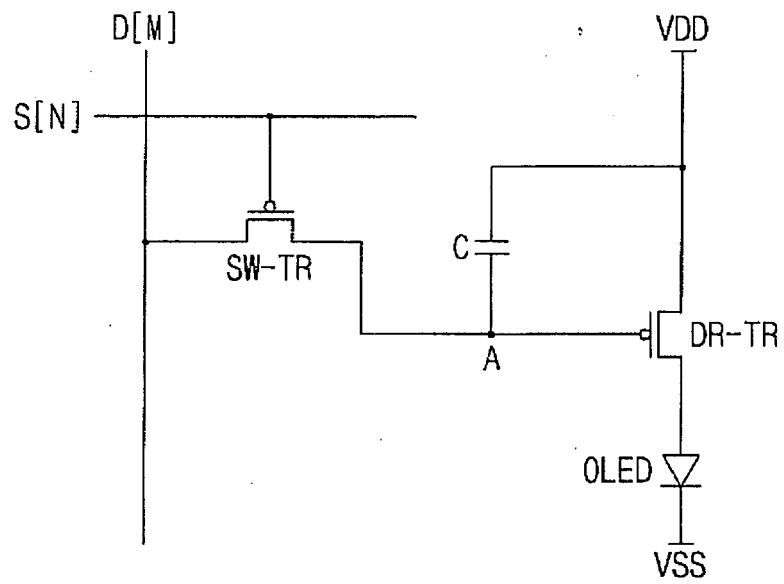 D[M]
VDD
S[N]
SW-TR
C
A
DR-TR
OLED
VSS